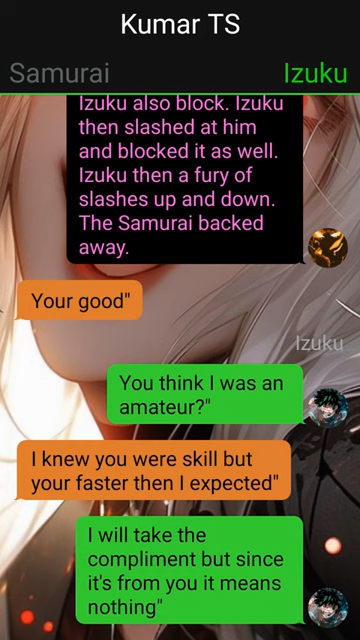 Kumar TS
Samurai
Izuku
Izuku also block. Izuku
then slashed at him
and blocked it as well.
Izuku then a fury of
slashes up and down.
The Samurai backed
away.
Your good"
Izuku
You think I was an
amateur?"
I knew you were skill but
your faster then I expected"
I will take the
compliment but since
it's from you it means
nothing"